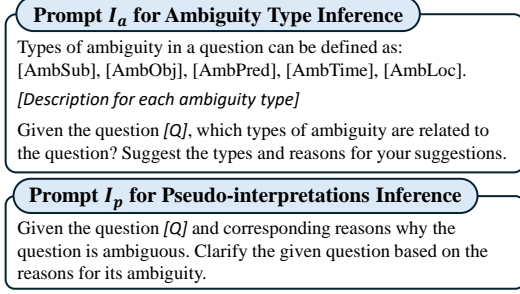 Prompt I_a for Ambiguity Type Inference
Types of ambiguity in a question can be defined as:
[AmbSub], [AmbObj], [AmbPred], [AmbTime], [AmbLoc].
[Description for each ambiguity type]
Given the question [Q], which types of ambiguity are related to
the question? Suggest the types and reasons for your suggestions.
Prompt I_p for Pseudo-interpretations Inference
Given the question [Q] and corresponding reasons why the
question is ambiguous. Clarify the given question based on the
reasons for its ambiguity.